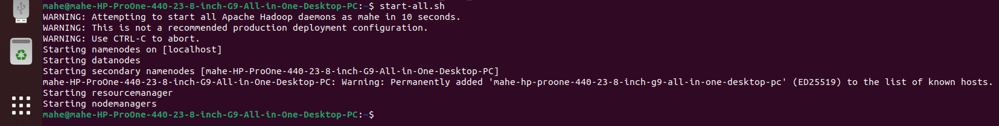 mahe@mahe-HP-ProOne-440-23-8-inch-G9-All-in-One-Desktop-PC:~$ start-all.sh
WARNING: Attempting to start all Apache Hadoop daemons as mahe in 10 seconds.
WARNING: This is not a recommended production deployment configuration.
WARNING: Use CTRL-C to abort.
Starting namenodes on [localhost]
Starting datanodes
Starting secondary namenodes [mahe-HP-ProOne-440-23-8-inch-G9-All-in-One-Desktop-PC]
mahe-HP-ProOne-440-23-8-inch-G9-All-in-One-Desktop-PC: Warning: Permanently added 'mahe-hp-proone-440-23-8-inch-g9-all-in-one-desktop-pc' (ED25519) to the list of known hosts.
Starting resourcemanager
Starting nodemanagers
mahe@mahe-HP-ProOne-440-23-8-inch-G9-All-in-One-Desktop-PC:~$